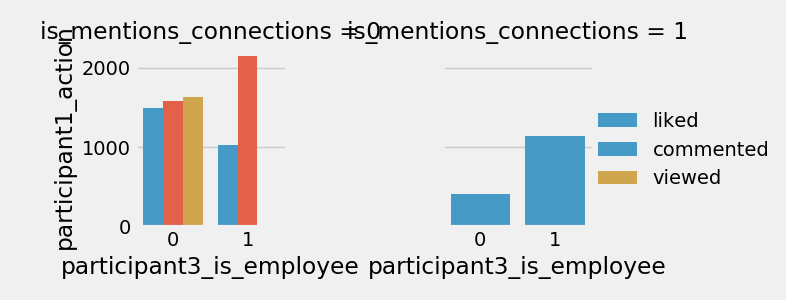 is_mentions_connections = 0
is_mentions_connections = 1
participant1_action
2000
1000
0
0
1
0
1
participant3_is_employee
participant3_is_employee
liked
commented
viewed